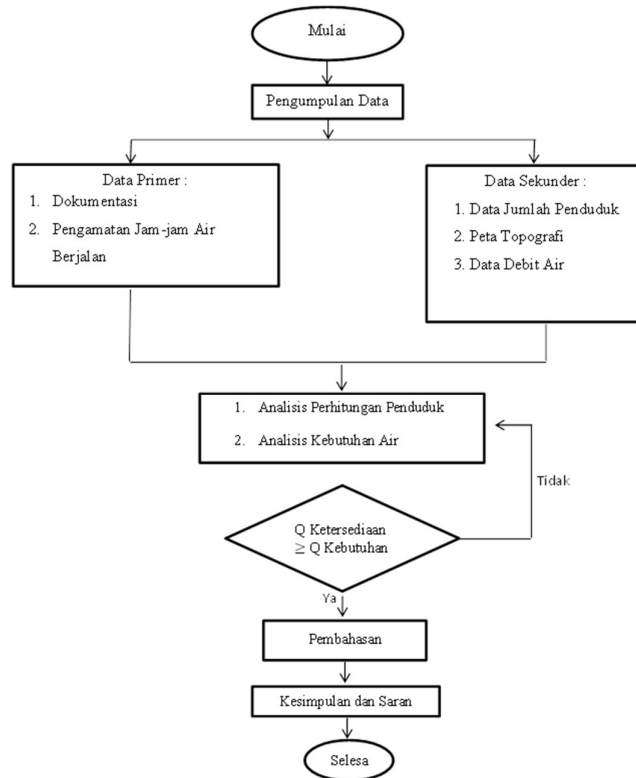 Mulai
Pengumpulan Data
Data Primer :
1. Dokumentasi
2. Pengamatan Jam-jam Air
Berjalan
Data Sekunder :
1. Data Jumlah Penduduk
2. Peta Topografi
3. Data Debit Air
1. Analisis Perhitungan Penduduk
2. Analisis Kebutuhan Air
Tidak
Q Ketersediaan
≥ Q Kebutuhan
Ya
Pembahasan
Kesimpulan dan Saran
Selesa